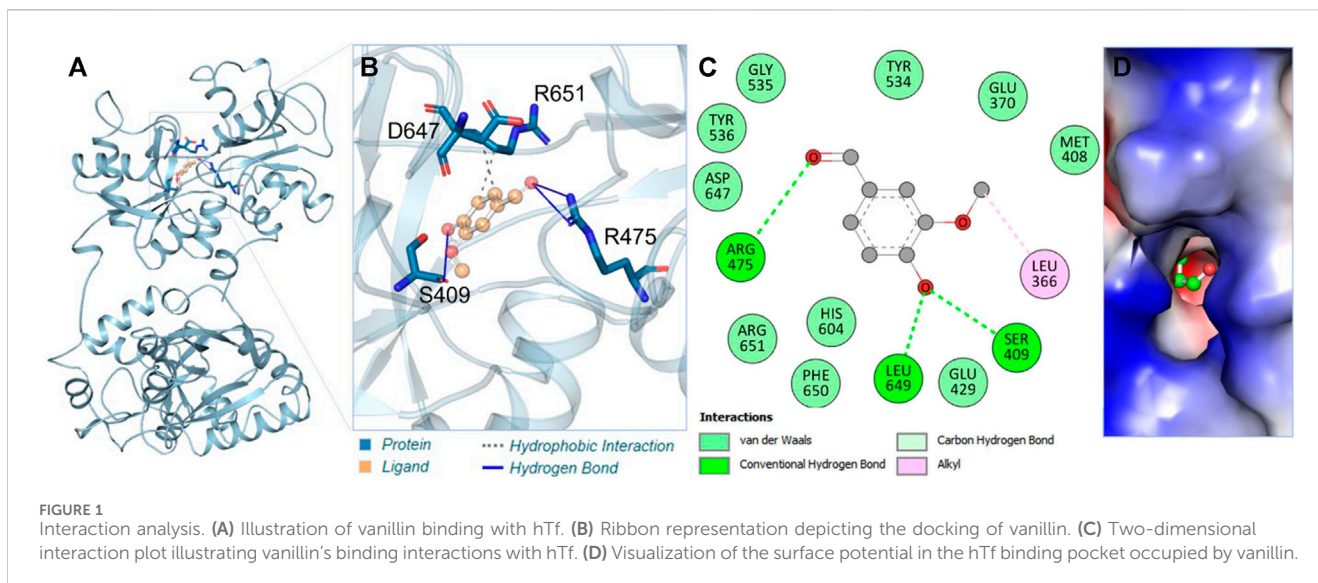 A
B
R651
D647
R475
S409
Protein
Hydrophobic Interaction
Ligand
Hydrogen Bond
C
GLY
535
TYR
534
GLU
370
TYR
536
MET
408
ASP
647
O
O
ARG
475
LEU
366
O
HIS
604
ARG
651
SER
409
PHE
650
LEU
649
GLU
429
Interactions
van der Waals
Carbon Hydrogen Bond
Conventional Hydrogen Bond
Alkyl
D
FIGURE 1
Interaction analysis. (A) Illustration of vanillin binding with hTf. (B) Ribbon representation depicting the docking of vanillin. (C) Two-dimensional
interaction plot illustrating vanillin’s binding interactions with hTf. (D) Visualization of the surface potential in the hTf binding pocket occupied by vanillin.